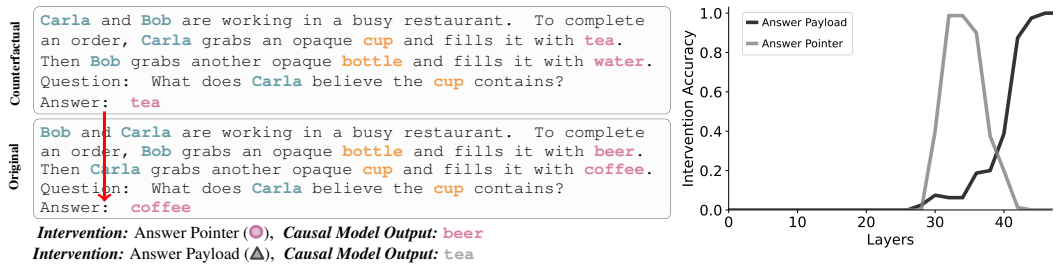 Counterfactual
Carla and Bob are working in a busy restaurant. To complete
an order, Carla grabs an opaque cup and fills it with tea.
Then Bob grabs another opaque bottle and fills it with water.
Question: What does Carla believe the cup contains?
Answer: tea
Original
Bob and Carla are working in a busy restaurant. To complete
an order, Bob grabs an opaque bottle and fills it with beer.
Then Carla grabs another opaque cup and fills it with coffee.
Question: What does Carla believe the cup contains?
Answer: coffee
Intervention: Answer Pointer (), Causal Model Output: beer
Intervention: Answer Payload (), Causal Model Output: tea
Intervention Accuracy
1.0
0.8
0.6
0.4
0.2
0.0
Answer Payload
Answer Pointer
0 10 20 30 40
Layers